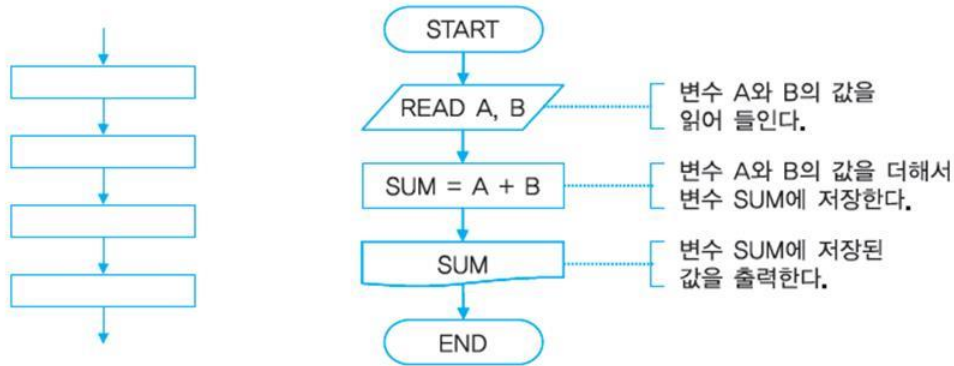 START
READ A, B
변수 A와 B의 값을
읽어 들인다.
SUM = A + B
변수 A와 B의 값을 더해서
변수 SUM에 저장한다.
SUM
변수 SUM에 저장된
값을 출력한다.
END